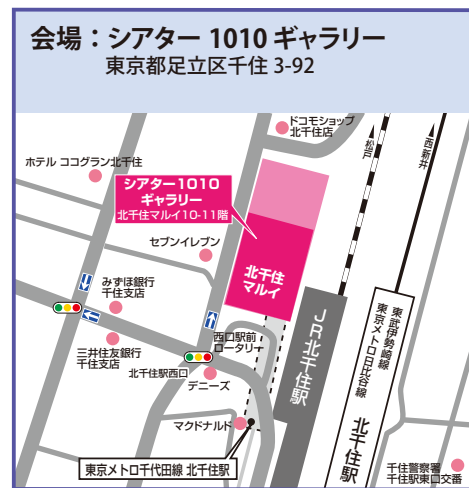 会場：シアター 1010 ギャラリー
東京都足立区千住 3-92
ドコモショップ
北千住店
松戸
西新井
ホテル ココグラン北千住
シアター1010
ギャラリー
北千住マルイ10-11階
セブンイレブン
北千住
マルイ
みずほ銀行
千住支店
三井住友銀行
千住支店
西口駅前
ロータリー
北千住駅西口
デニーズ
マクドナルド
JR北千住駅
東武伊勢崎線
東京メトロ日比谷線
北千住駅
東京メトロ千代田線 北千住駅
千住警察署
千住駅東口交番